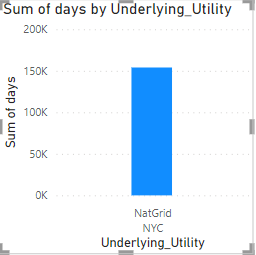 Sum of days by Underlying_Utility
200K
150K
100K
50K
0K
Sum of days
NatGrid
NYC
Underlying_Utility